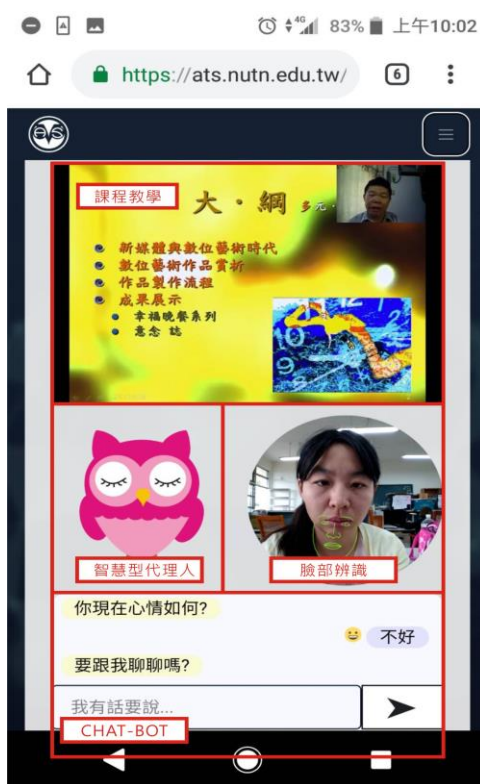 83% 上午10:02
https://ats.nutn.edu.tw/
6
ats
課程教學
大·綱 多元
新媒體與數位藝術時代
數位藝術作品賞析
作品製作流程
成果展示
幸福晚餐系列
意念 誌
智慧型代理人
臉部辨識
你現在心情如何?
不好
要跟我聊聊嗎?
我有話要說...
CHAT-BOT